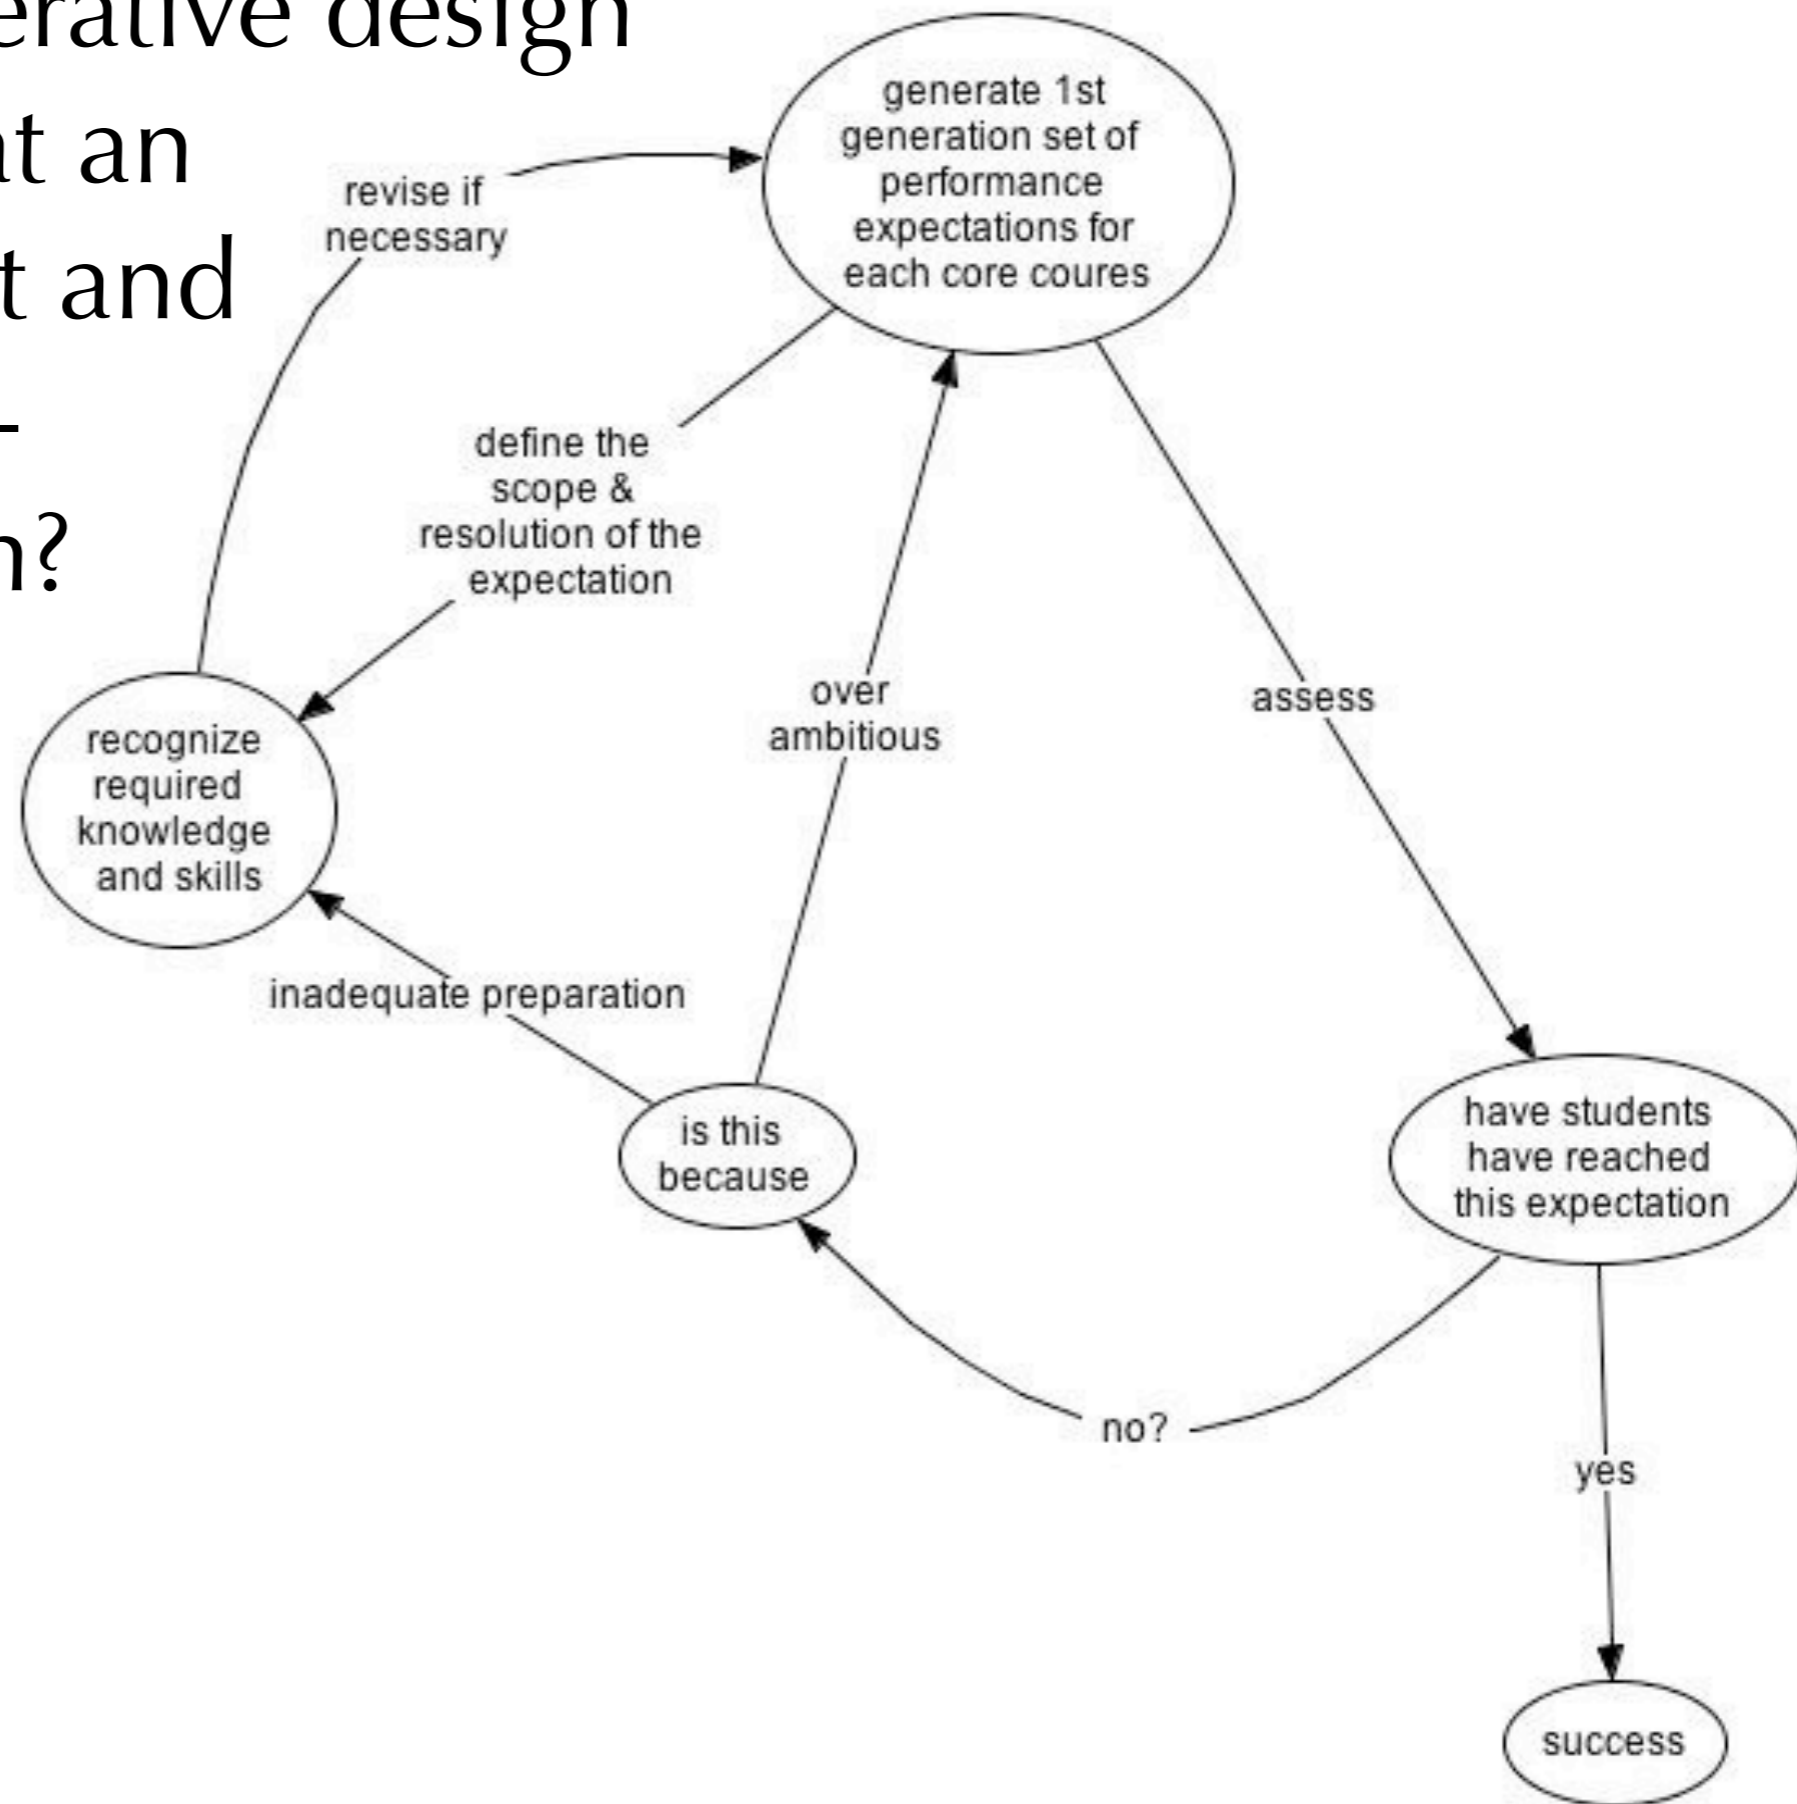 design
at an
and
generate 1st
generation set of
performance
expectations for
each core coures
revise if
necessary
define the
scope &
resolution of the
expectation
over
ambitious
assess
recognize
required
knowledge
and skills
inadequate preparation
is this
because
have students
have reached
this expectation
no?
yes
success